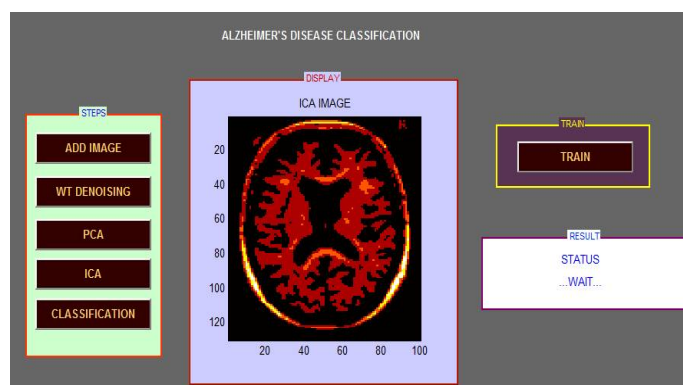 ALZHEIMER'S DISEASE CLASSIFICATION
STEPS
ADD IMAGE
WT DENOISING
PCA
ICA
CLASSIFICATION
DISPLAY
ICA IMAGE
R
20
40
60
80
100
120
20 40 60 80 100
TRAIN
TRAIN
RESULT
STATUS
...WAIT...